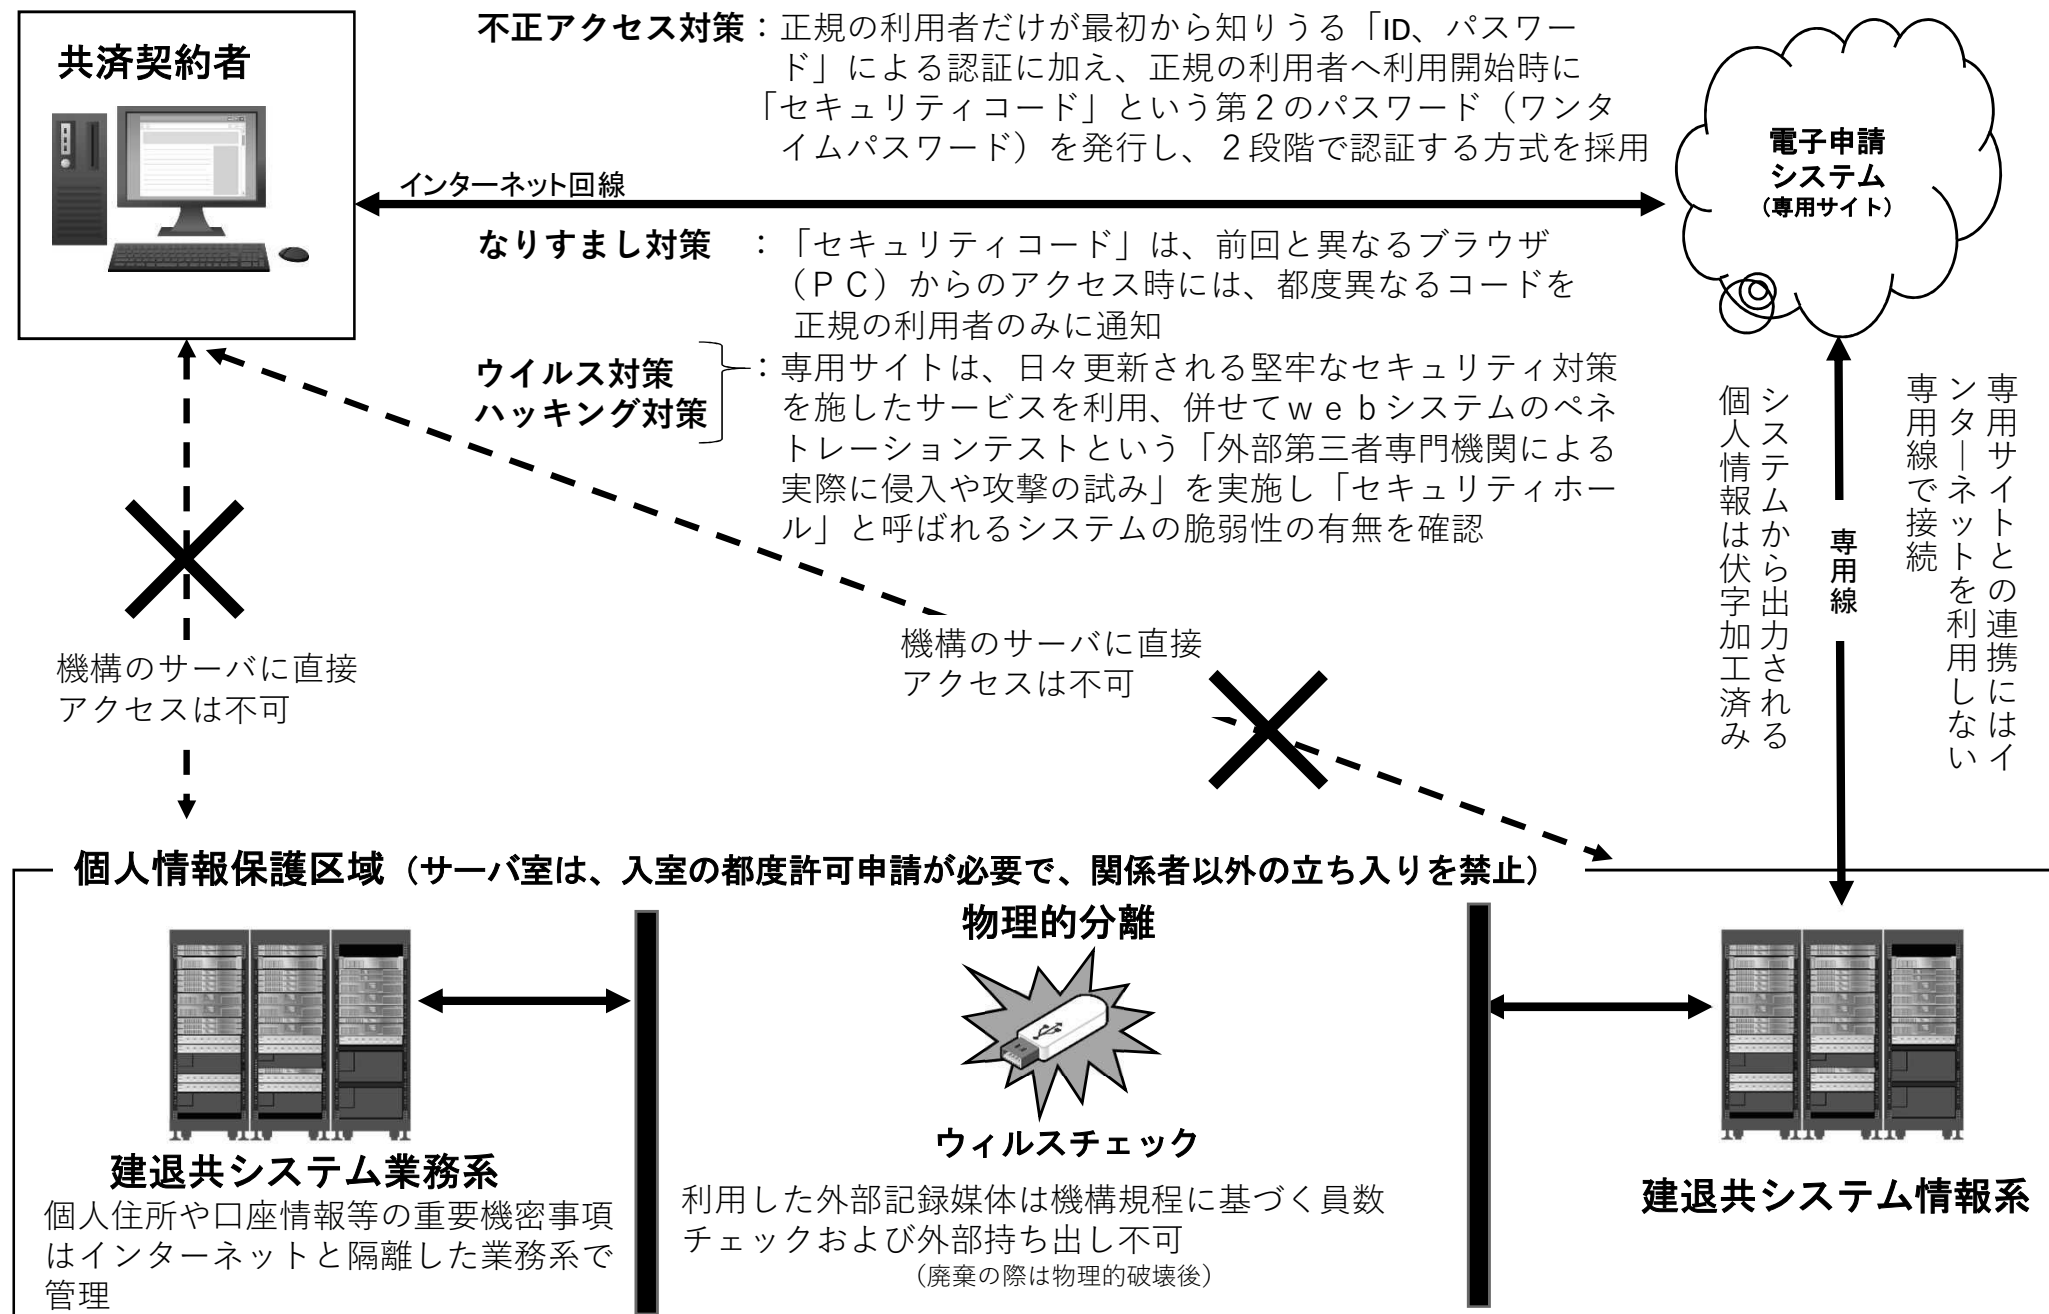 共済契約者
不正アクセス対策：正規の利用者だけが最初から知りうる「ID、パスワー
ド」による認証に加え、正規の利用者へ利用開始時に
「セキュリティコード」という第２のパスワード（ワンタ
イムパスワード）を発行し、２段階で認証する方式を採用
電子申請
システム
（専用サイト）
インターネット回線
なりすまし対策　：「セキュリティコード」は、前回と異なるブラウザ
（ＰＣ）からのアクセス時には、都度異なるコードを
正規の利用者のみに通知
ウイルス対策
ハッキング対策
：専用サイトは、日々更新される堅牢なセキュリティ対策
を施したサービスを利用、併せてｗｅｂシステムのペネ
トレーションテストという「外部第三者専門機関による
実際に侵入や攻撃の試み」を実施し「セキュリティホー
ル」と呼ばれるシステムの脆弱性の有無を確認
専用サイトとの連携にはイ
ンターネットを利用しない
専用線で接続
専用線
システムから出力される
個人情報は伏字加工済み
機構のサーバに直接
アクセスは不可
機構のサーバに直接
アクセスは不可
個人情報保護区域（サーバ室は、入室の都度許可申請が必要で、関係者以外の立ち入りを禁止）
物理的分離
ウィルスチェック
利用した外部記録媒体は機構規程に基づく員数
チェックおよび外部持ち出し不可
（廃棄の際は物理的破壊後）
建退共システム業務系
個人住所や口座情報等の重要機密事項
はインターネットと隔離した業務系で
管理
建退共システム情報系